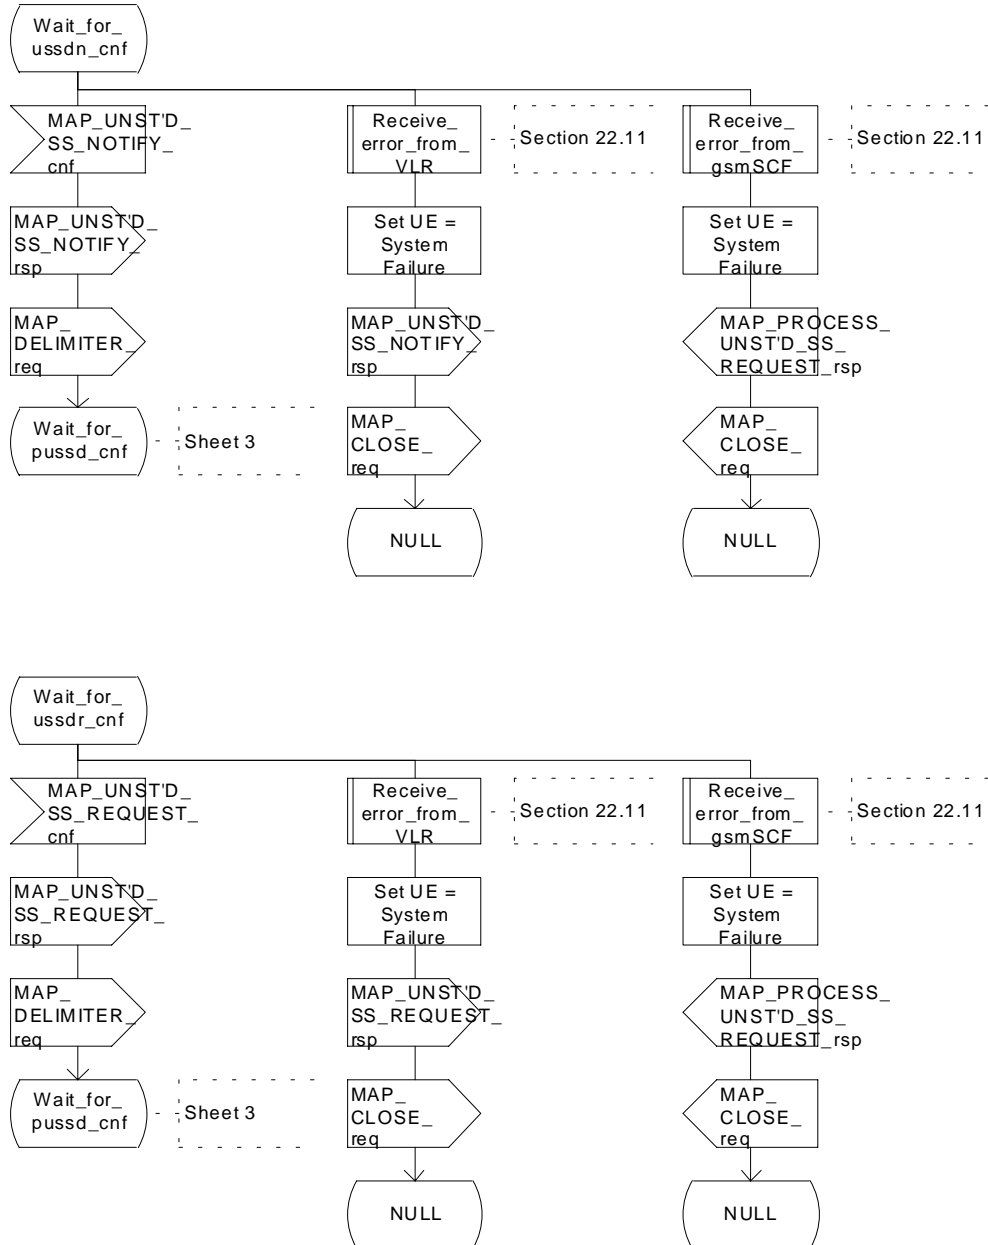 Wait_for_
ussdn_cnf
MAP_UNST'D_
SS_NOTIFY_
cnf
Receive_
error_from_
VLR
Section 22.11
Receive_
error_from_
gsmSCF
Section 22.11
MAP_UNST'D_
SS_NOTIFY_
rsp
Set UE =
System
Failure
Set UE =
System
Failure
MAP_
DELIMITER_
req
MAP_UNST'D_
SS_NOTIFY_
rsp
MAP_PROCESS_
UNST'D_SS_
REQUEST_rsp
Wait_for_
pussd_cnf
Sheet 3
MAP_
CLOSE_
req
MAP_
CLOSE_
req
NULL
NULL
Wait_for_
ussdr_cnf
MAP_UNST'D_
SS_REQUEST_
cnf
Receive_
error_from_
VLR
Section 22.11
Receive_
error_from_
gsmSCF
Section 22.11
MAP_UNST'D_
SS_REQUEST_
rsp
Set UE =
System
Failure
Set UE =
System
Failure
MAP_
DELIMITER_
req
MAP_UNST'D_
SS_REQUEST_
rsp
MAP_PROCESS_
UNST'D_SS_
REQUEST_rsp
Wait_for_
pussd_cnf
Sheet 3
MAP_
CLOSE_
req
MAP_
CLOSE_
req
NULL
NULL